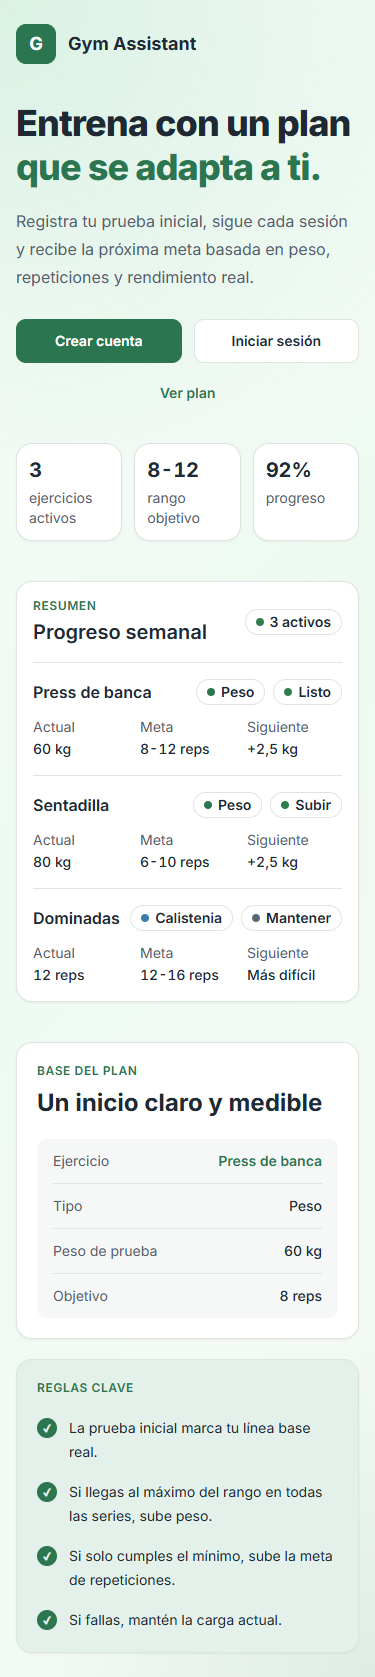 G Gym Assistant
Entrena con un plan
que se adapta a ti.
Registra tu prueba inicial, sigue cada sesión
y recibe la próxima meta basada en peso,
repeticiones y rendimiento real.
Crear cuenta Iniciar sesión
Ver plan
3
ejercicios
activos
8-12
rango
objetivo
92%
progreso
RESUMEN
Progreso semanal
3 activos
Press de banca Peso Listo
Actual Meta Siguiente
60 kg 8-12 reps +2,5 kg
Sentadilla Peso Subir
Actual Meta Siguiente
80 kg 6-10 reps +2,5 kg
Dominadas Calistenia Mantener
Actual Meta Siguiente
12 reps 12-16 reps Más difícil
BASE DEL PLAN
Un inicio claro y medible
Ejercicio Press de banca
Tipo Peso
Peso de prueba 60 kg
Objetivo 8 reps
REGLAS CLAVE
La prueba inicial marca tu línea base
real.
Si llegas al máximo del rango en todas
las series, sube peso.
Si solo cumples el mínimo, sube la meta
de repeticiones.
Si fallas, mantén la carga actual.